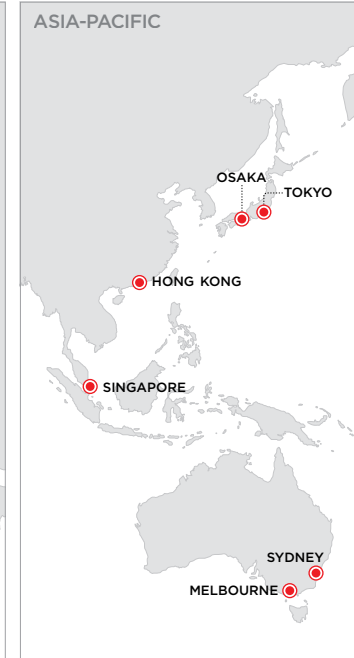 ASIA-PACIFIC
OSAKA
TOKYO
HONG KONG
SINGAPORE
SYDNEY
MELBOURNE